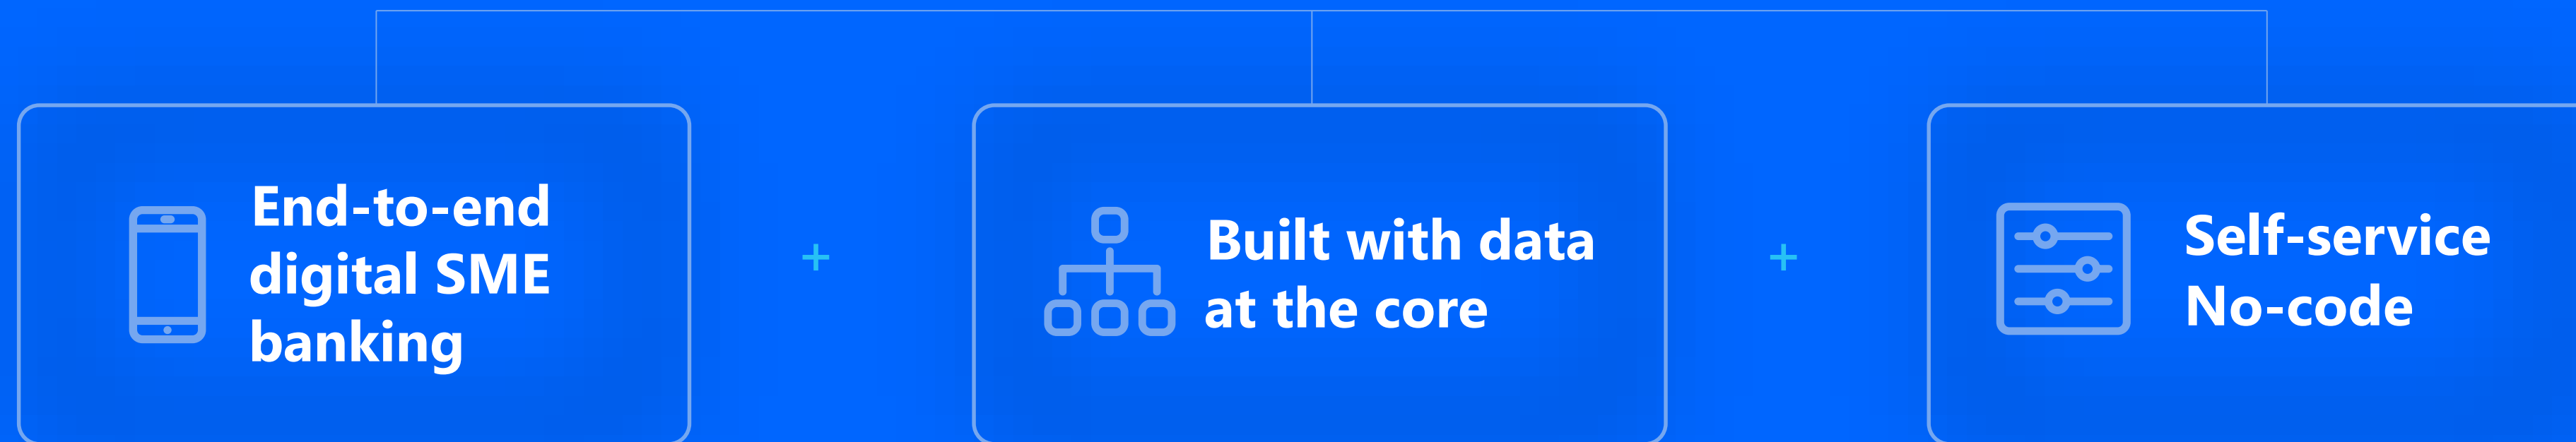 End-to-end
digital SME
banking
+
Built with data
at the core
+
Self-service
No-code